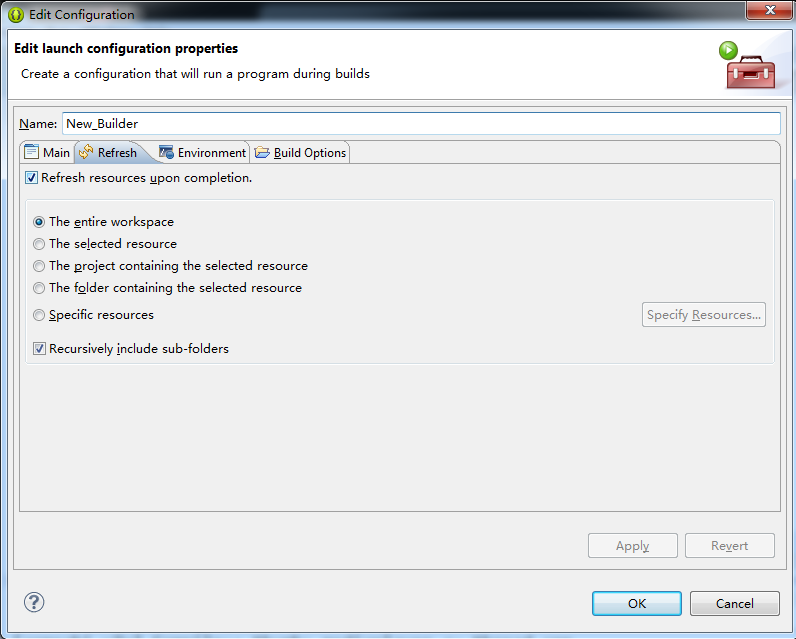 Edit Configuration
Edit launch configuration properties
Create a configuration that will run a program during builds
Name: New_Builder
Main Refresh Environment Build Options
Refresh resources upon completion.
The entire workspace
The selected resource
The project containing the selected resource
The folder containing the selected resource
Specific resources Specify Resources...
Recursively include sub-folders
Apply Revert
? OK Cancel